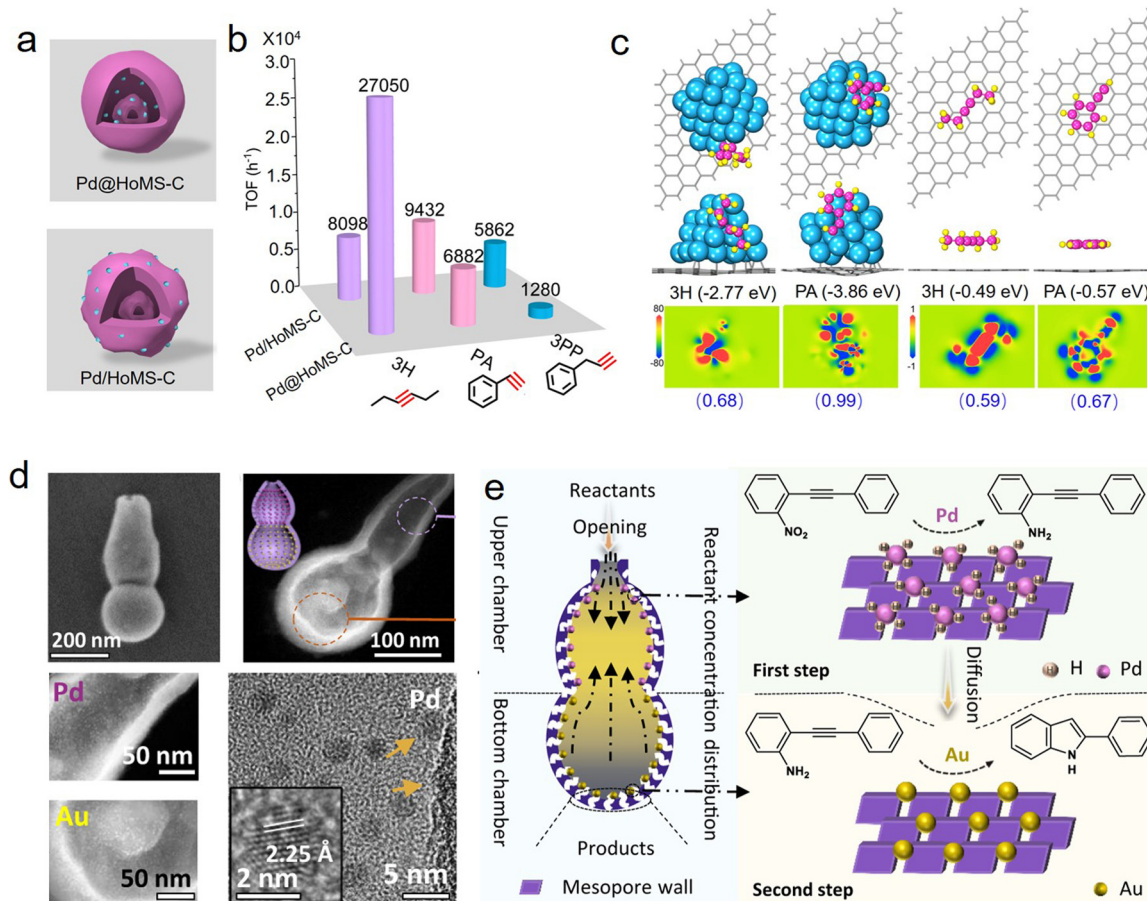 a
Pd@HoMS-C
Pd/HoMS-C
b
X10⁴
3.0
2.5
2.0
1.5
1.0
0.5
0.0
TOF (h⁻¹)
27050
8098
9432
6882
5862
1280
Pd/HoMS-C
Pd@HoMS-C
3H
PA
3PP
c
3H (-2.77 eV)
PA (-3.86 eV)
3H (-0.49 eV)
PA (-0.57 eV)
80
-80
1
-1
(0.68)
(0.99)
(0.59)
(0.67)
d
200 nm
100 nm
Pd
50 nm
Au
50 nm
Pd
2.25 Å
2 nm
5 nm
e
Reactants
Opening
Upper chamber
Bottom chamber
Reactant concentration distribution
Products
Mesopore wall
NO₂
Pd
NH₂
H H H H H H H H H H H H H H H H H H
First step
H
Pd
Diffusion
NH₂
Au
N
H
Second step
Au